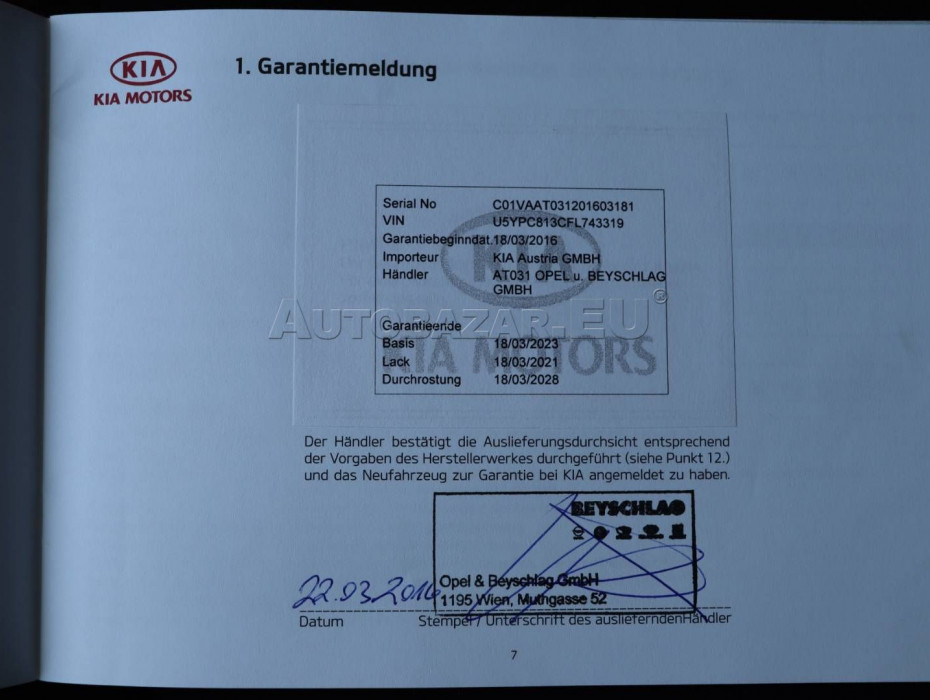 KIA
KIA MOTORS
1. Garantiemeldung
KIA
KIA MOTORS
Serial No C01VAAT031201603181
VIN U5YPC813CFL743319
Garantiebeginndat. 18/03/2016
Importeur KIA Austria GMBH
Händler AT031 OPEL u. BEYSCHLAG
GMBH
AUTOBAZAR.EU®
Garantieende
Basis 18/03/2023
Lack 18/03/2021
Durchrostung 18/03/2028
Der Händler bestätigt die Auslieferungsdurchsicht entsprechend
der Vorgaben des Herstellerwerkes durchgeführt (siehe Punkt 12.)
und das Neufahrzeug zur Garantie bei KIA angemeldet zu haben.
BEYSCHLAG
Opel & Beyschlag GmbH
1195 Wien, Muthgasse 52
22.03.2016
Datum Stempel / Unterschrift des ausliefernden Händler
7